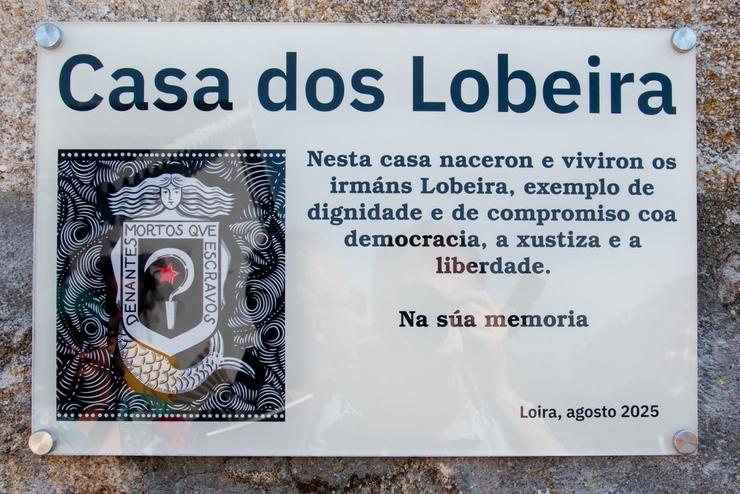 Casa dos Lobeira
DENANTES
MORTOS QVE
ESCRAVOS
Nesta casa naceron e viviron os
irmáns Lobeira, exemplo de
dignidade e de compromiso coa
democracia, a xustiza e a
liberdade.
Na súa memoria
Loira, agosto 2025